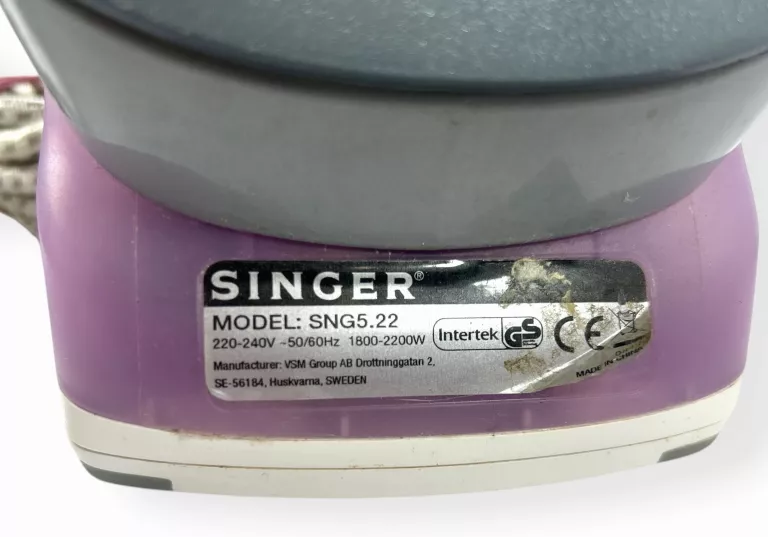 SINGER®
MODEL: SNG5.22
220-240V ~50/60Hz 1800-2200W
Intertek GS CE
Manufacturer: VSM Group AB Drottninggatan 2,
SE-56184, Huskvarna, SWEDEN
MADE IN CHINA